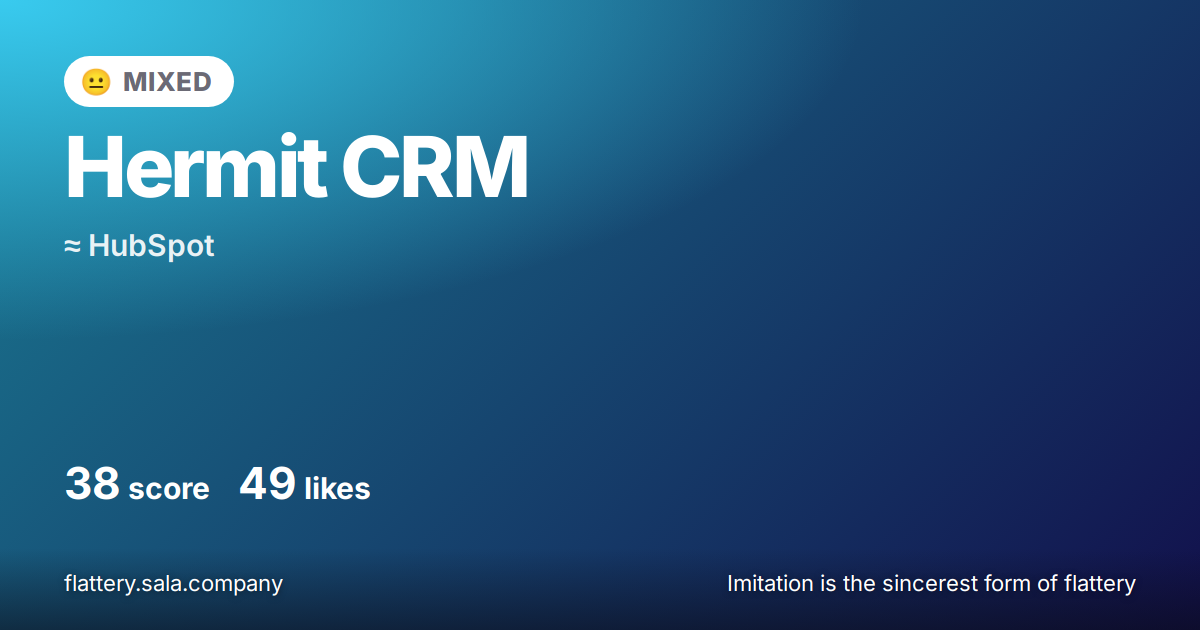 😐 MIXED
Hermit CRM
≈ HubSpot
38 score 49 likes
flattery.sala.company
Imitation is the sincerest form of flattery